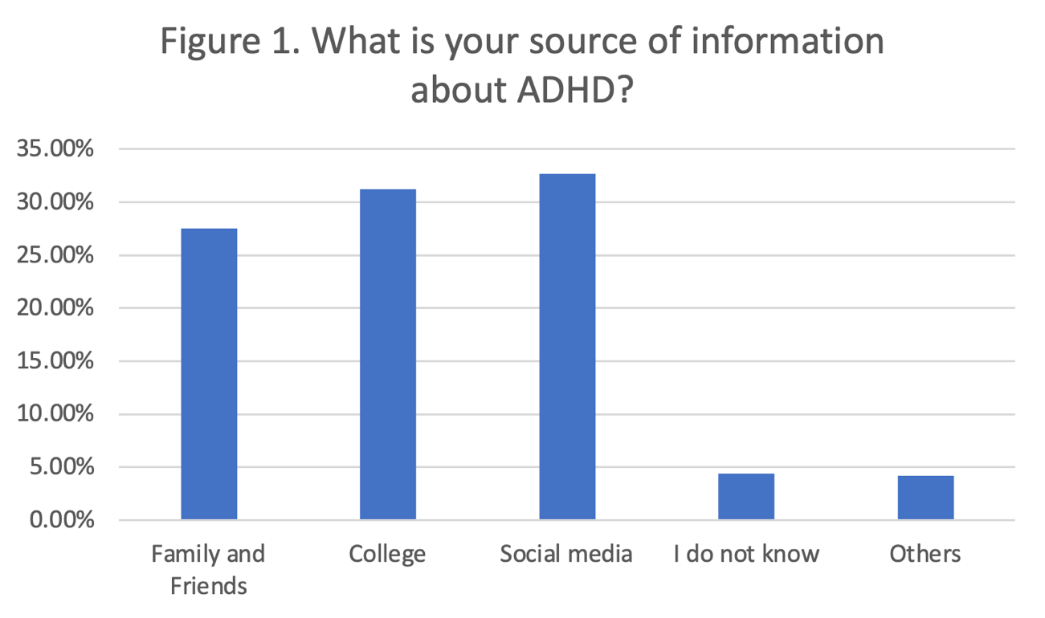 Figure 1. What is your source of information
about ADHD?
35.00%
30.00%
25.00%
20.00%
15.00%
10.00%
5.00%
0.00%
Family and
Friends
College
Social media
I do not know
Others